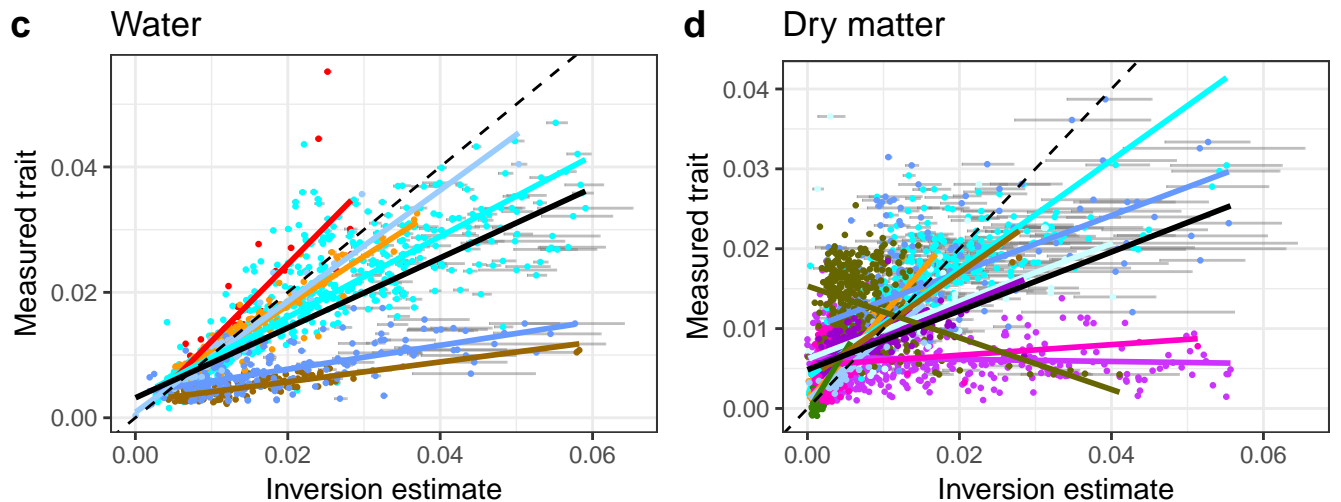 c Water
0.04
0.02
0.00
Measured trait
0.00 0.02 0.04 0.06
Inversion estimate
d Dry matter
0.04
0.03
0.02
0.01
0.00
Measured trait
0.00 0.02 0.04 0.06
Inversion estimate